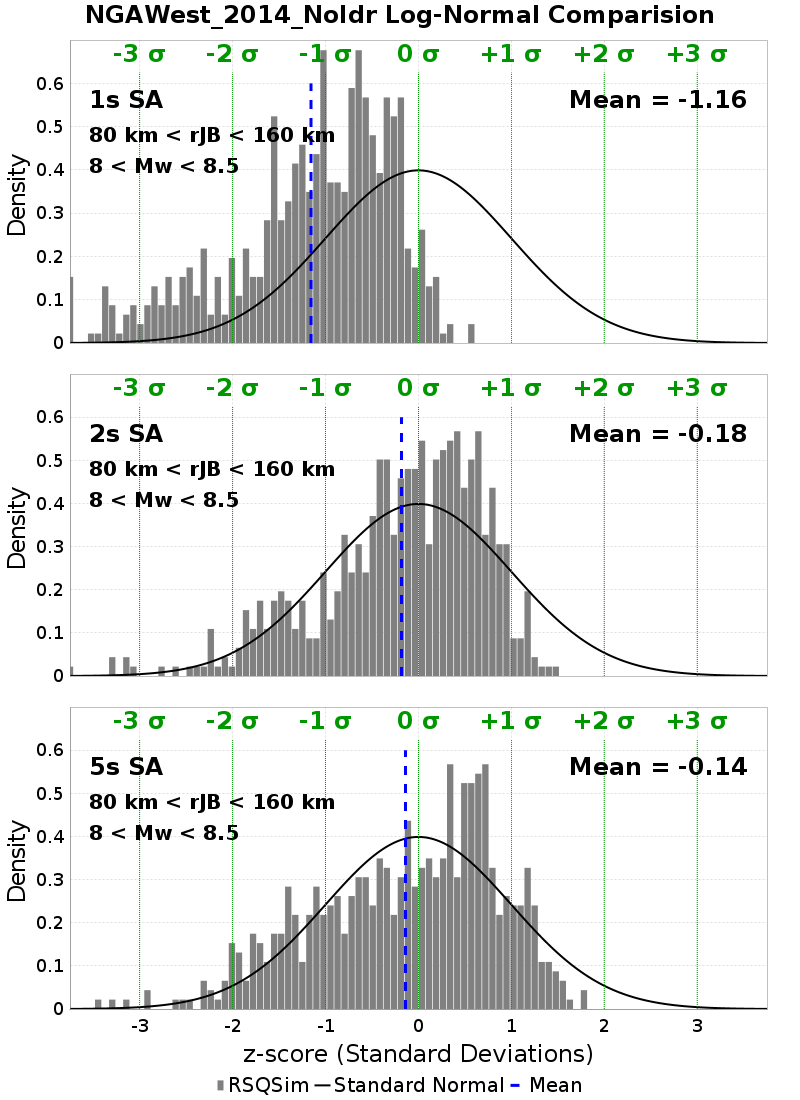 NGAWest_2014_NoIdr Log-Normal Comparision
-3 σ -2 σ -1 σ 0 σ +1 σ +2 σ +3 σ
1s SA Mean = -1.16
80 km < rJB < 160 km
8 < Mw < 8.5
Density
0.6
0.5
0.4
0.3
0.2
0.1
0
-3 σ -2 σ -1 σ 0 σ +1 σ +2 σ +3 σ
2s SA Mean = -0.18
80 km < rJB < 160 km
8 < Mw < 8.5
Density
0.6
0.5
0.4
0.3
0.2
0.1
0
-3 σ -2 σ -1 σ 0 σ +1 σ +2 σ +3 σ
5s SA Mean = -0.14
80 km < rJB < 160 km
8 < Mw < 8.5
Density
0.6
0.5
0.4
0.3
0.2
0.1
0
-3 -2 -1 0 1 2 3
z-score (Standard Deviations)
RSQSim Standard Normal Mean